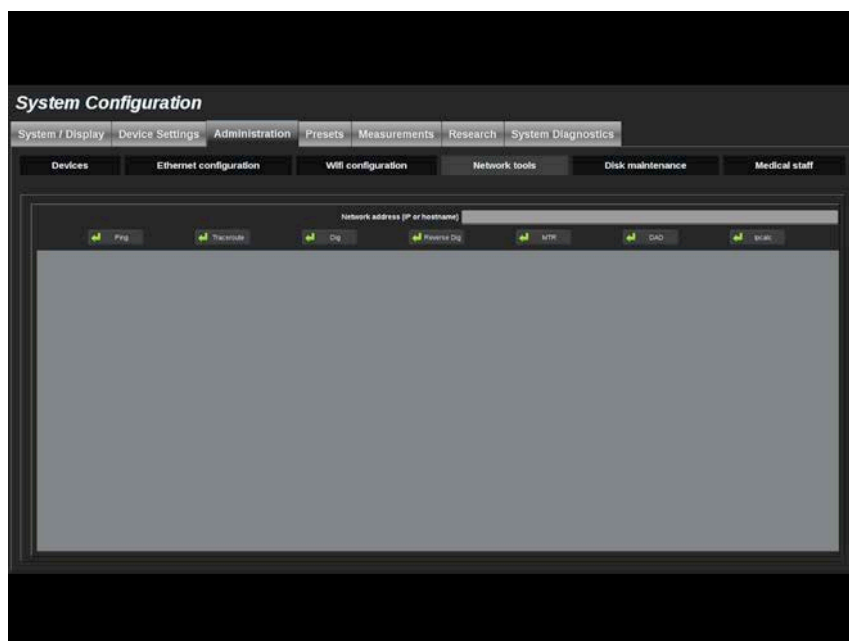 System Configuration
System / Display Device Settings Administration Presets Measurements Research System Diagnostics
Devices Ethernet configuration Wifi configuration Network tools Disk maintenance Medical staff
Network address (IP or hostname)
Ping Traceroute Dig Reverse Dig MTR DAD ipcalc